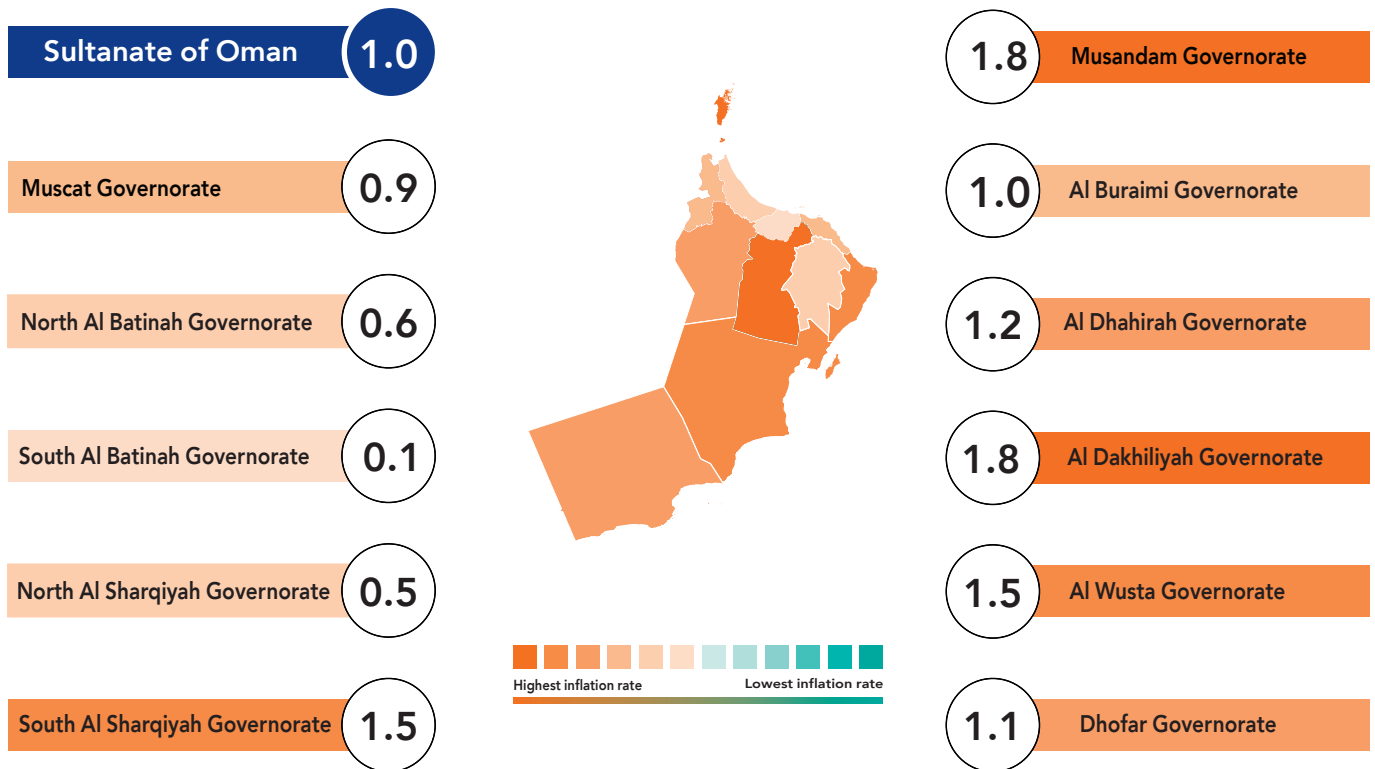 Sultanate of Oman 1.0
Muscat Governorate 0.9
North Al Batinah Governorate 0.6
South Al Batinah Governorate 0.1
North Al Sharqiyah Governorate 0.5
South Al Sharqiyah Governorate 1.5
1.8 Musandam Governorate
1.0 Al Buraimi Governorate
1.2 Al Dhahirah Governorate
1.8 Al Dakhiliyah Governorate
1.5 Al Wusta Governorate
1.1 Dhofar Governorate
Highest inflation rate
Lowest inflation rate